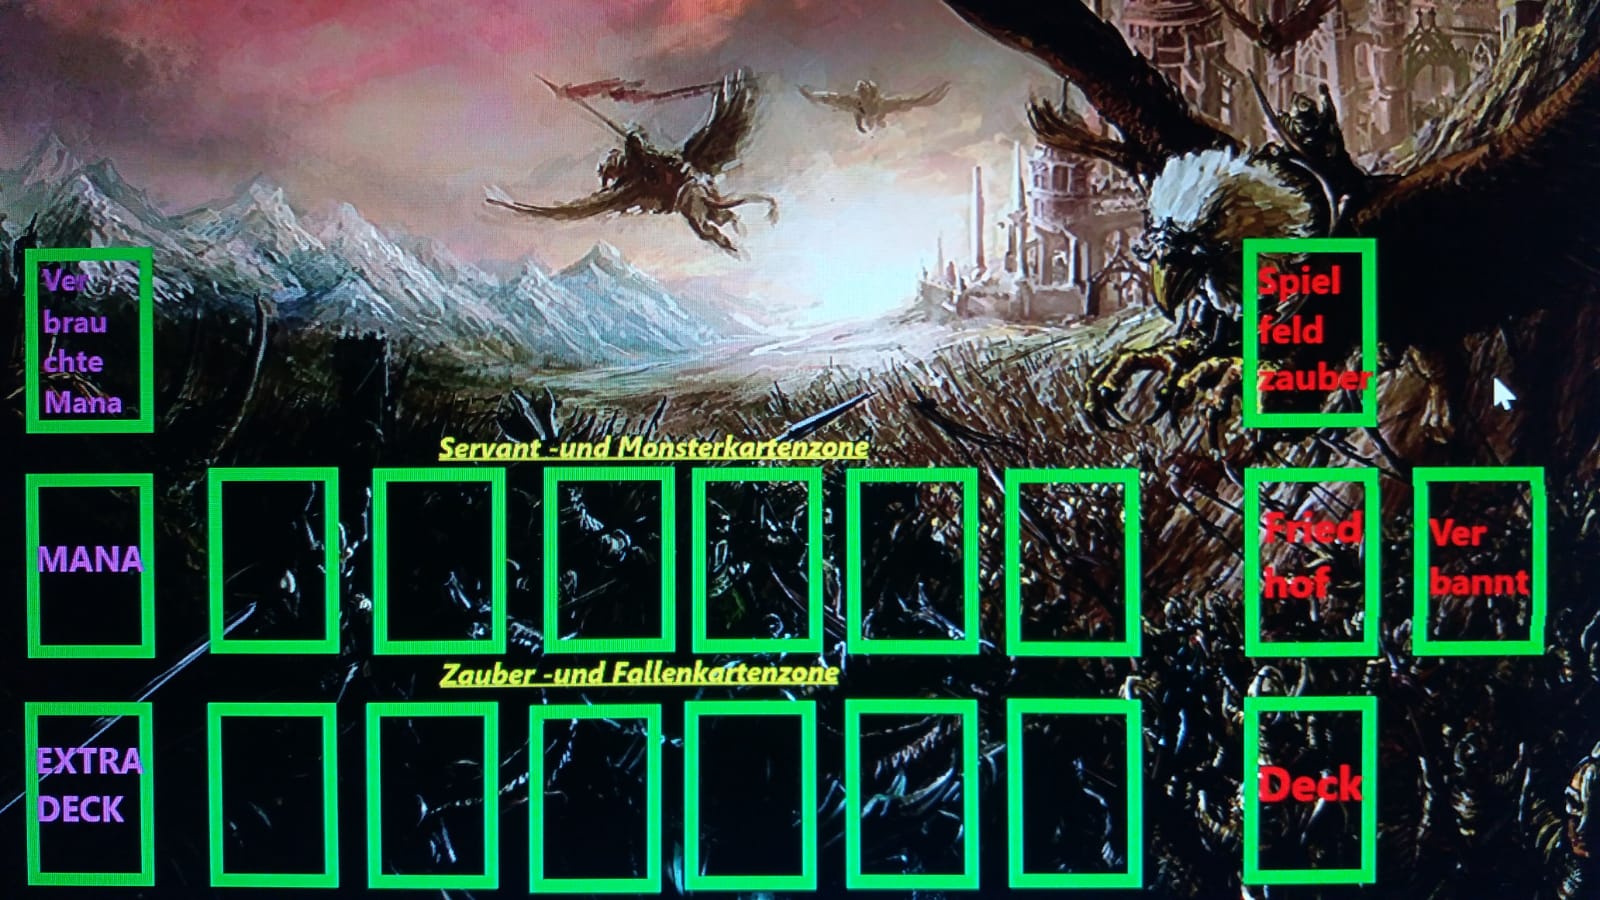 Ver
brau
chte
Mana
Spiel
feld
zauber
Servant -und Monsterkartenzone
MANA
Fried
hof
Ver
bannt
Zauber -und Fallenkartenzone
EXTRA
DECK
Deck